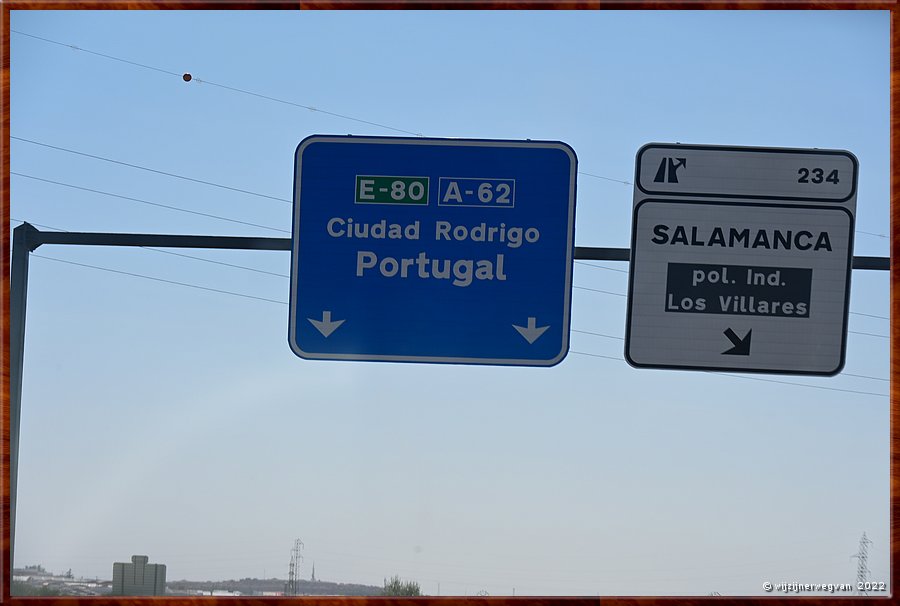 E-80 A-62
Ciudad Rodrigo
Portugal
234
SALAMANCA
pol. Ind.
Los Villares
© wijzijnerwegvan 2022